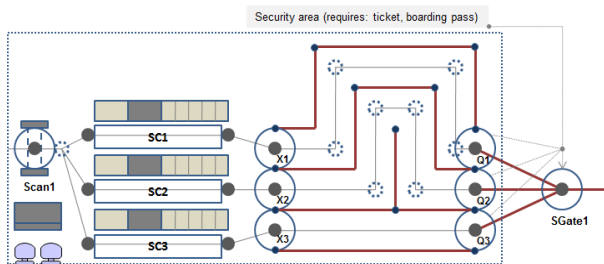 Security area (requires: ticket, boarding pass)
SC1
X1
Q1
Scan1
SC2
X2
Q2
SGate1
SC3
X3
Q3